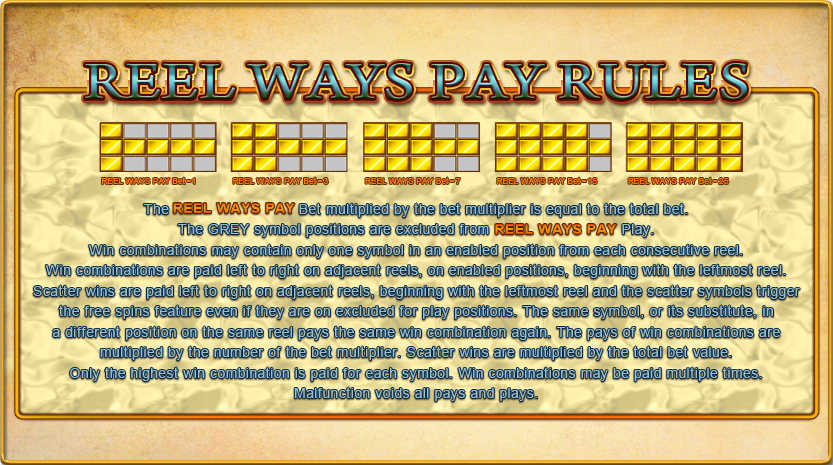 REEL WAYS PAY RULES
REEL WAYS PAY Bet=1 REEL WAYS PAY Bet=3 REEL WAYS PAY Bet=7 REEL WAYS PAY Bet=15 REEL WAYS PAY Bet=25
The REEL WAYS PAY Bet multiplied by the bet multiplier is equal to the total bet.
The GREY symbol positions are excluded from REEL WAYS PAY Play.
Win combinations may contain only one symbol in an enabled position from each consecutive reel.
Win combinations are paid left to right on adjacent reels, on enabled positions, beginning with the leftmost reel.
Scatter wins are paid left to right on adjacent reels, beginning with the leftmost reel and the scatter symbols trigger
the free spins feature even if they are on excluded for play positions. The same symbol, or its substitute, in
a different position on the same reel pays the same win combination again. The pays of win combinations are
multiplied by the number of the bet multiplier. Scatter wins are multiplied by the total bet value.
Only the highest win combination is paid for each symbol. Win combinations may be paid multiple times.
Malfunction voids all pays and plays.